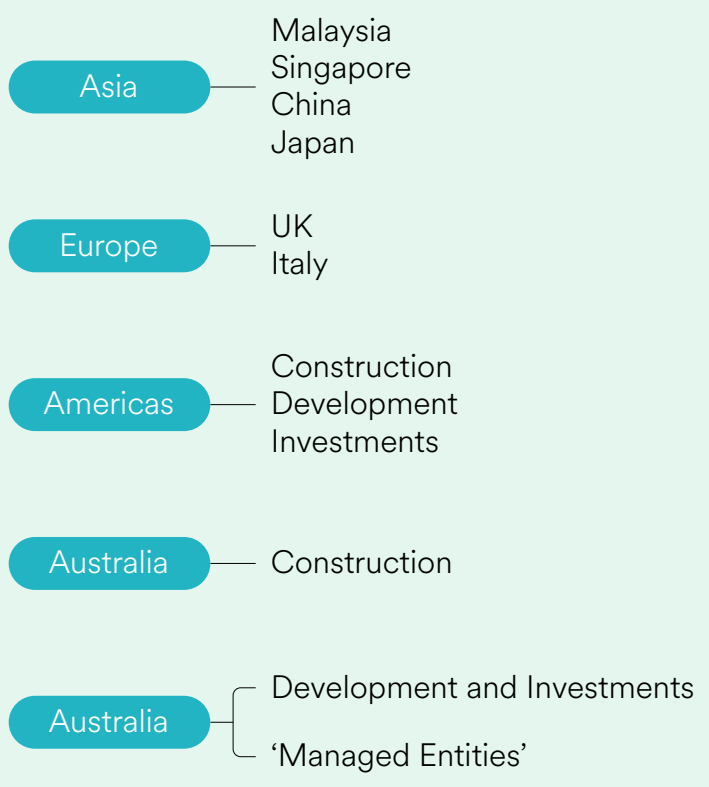 Asia
Malaysia
Singapore
China
Japan
Europe
UK
Italy
Americas
Construction
Development
Investments
Australia
Construction
Australia
Development and Investments
‘Managed Entities’